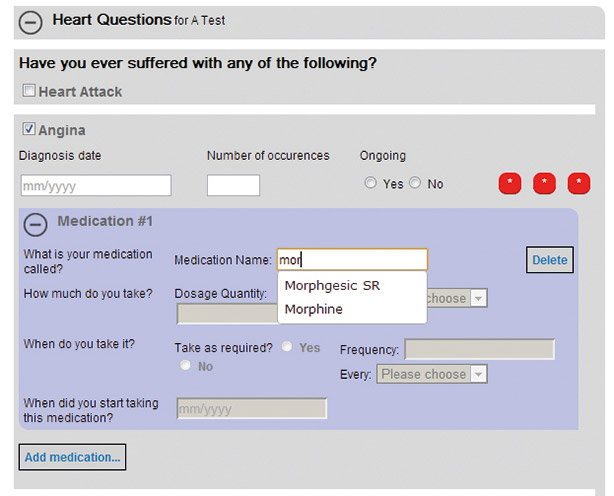 Heart Questions for A Test
Have you ever suffered with any of the following?
Heart Attack
Angina
Diagnosis date Number of occurences Ongoing
mm/yyyy Yes No * * *
Medication #1
What is your medication called? Medication Name: mor Delete
Morphgesic SR
Morphine
How much do you take? Dosage Quantity: choose
When do you take it? Take as required? Yes Frequency:
No
Every: Please choose
When did you start taking this medication? mm/yyyy
Add medication...